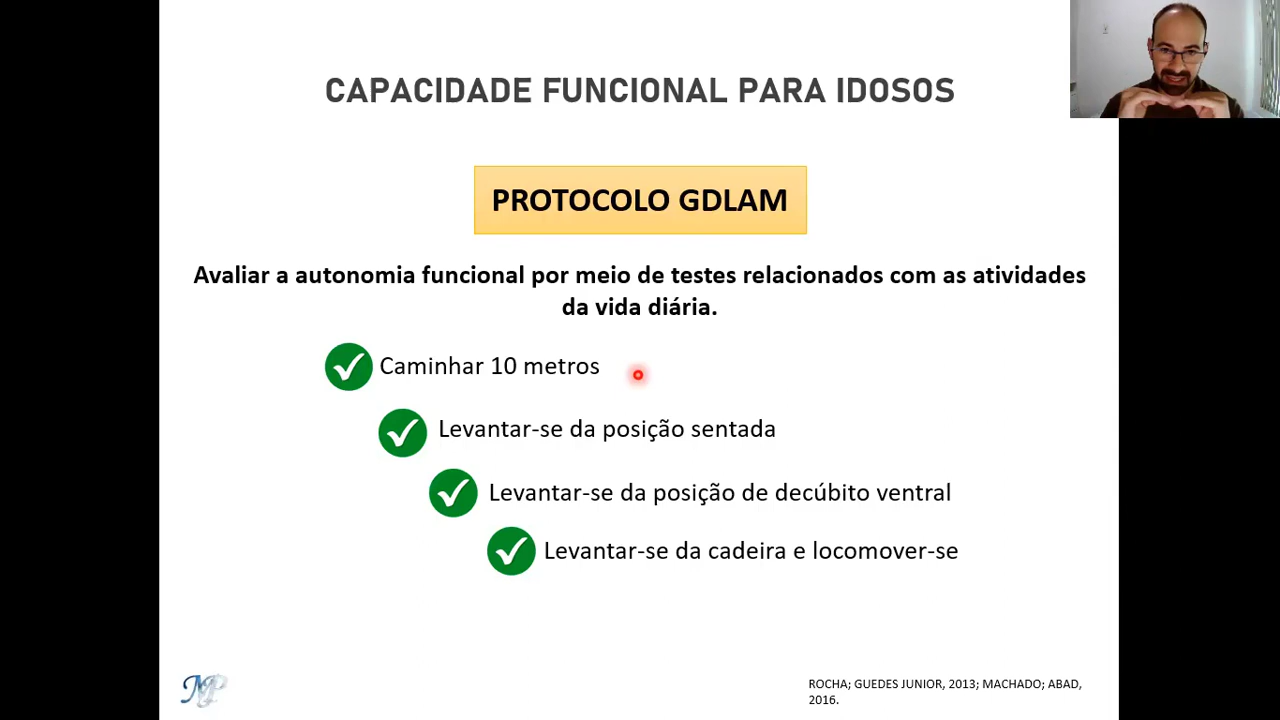 CAPACIDADE FUNCIONAL PARA IDOSOS
PROTOCOLO GDLAM
Avaliar a autonomia funcional por meio de testes relacionados com as atividades
da vida diária.
Caminhar 10 metros
Levantar-se da posição sentada
Levantar-se da posição de decúbito ventral
Levantar-se da cadeira e locomover-se
MP
ROCHA; GUEDES JUNIOR, 2013; MACHADO; ABAD,
2016.